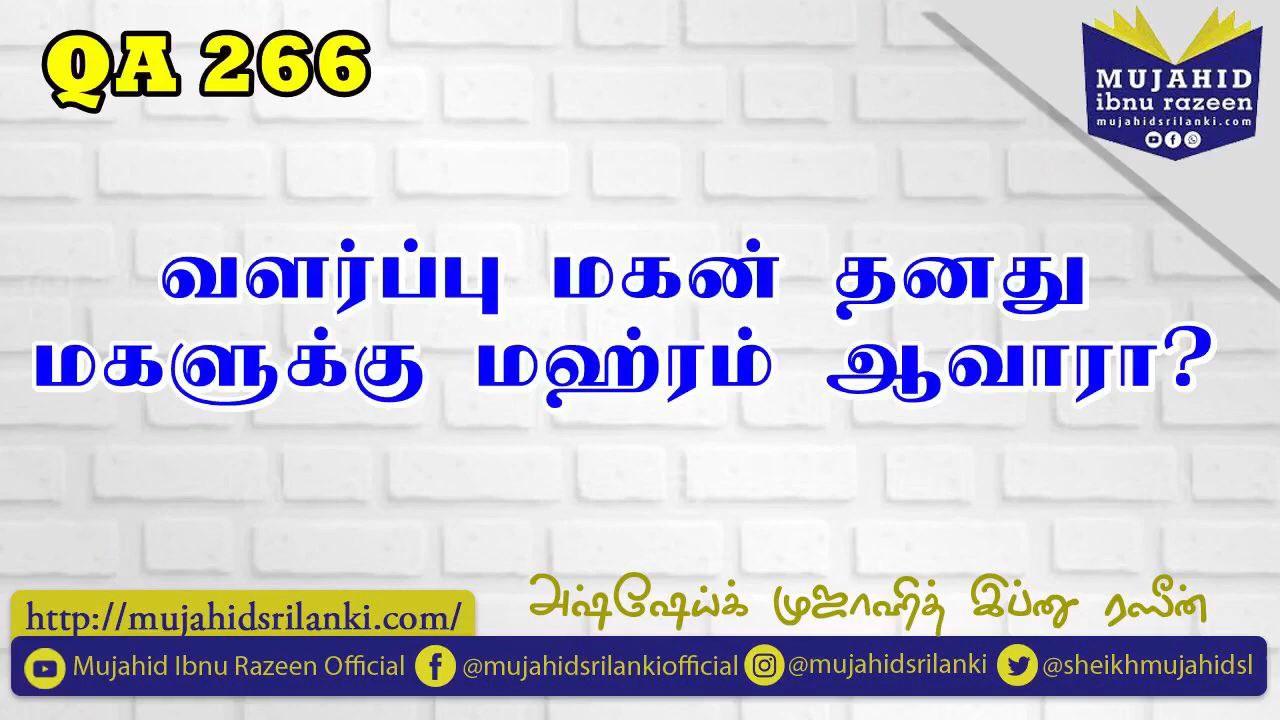 QA 266
MUJAHID
ibnu razeen
mujahidsrilanki.com
வளர்ப்பு மகன் தனது
மகளுக்கு மஹ்ரம் ஆவாரா?
அஷ்ஷேய்க் முஜாஹித் இப்னு ரஸீன்
http://mujahidsrilanki.com/
Mujahid Ibnu Razeen Official @mujahidsrilankiofficial @mujahidsrilanki @sheikhmujahidsl